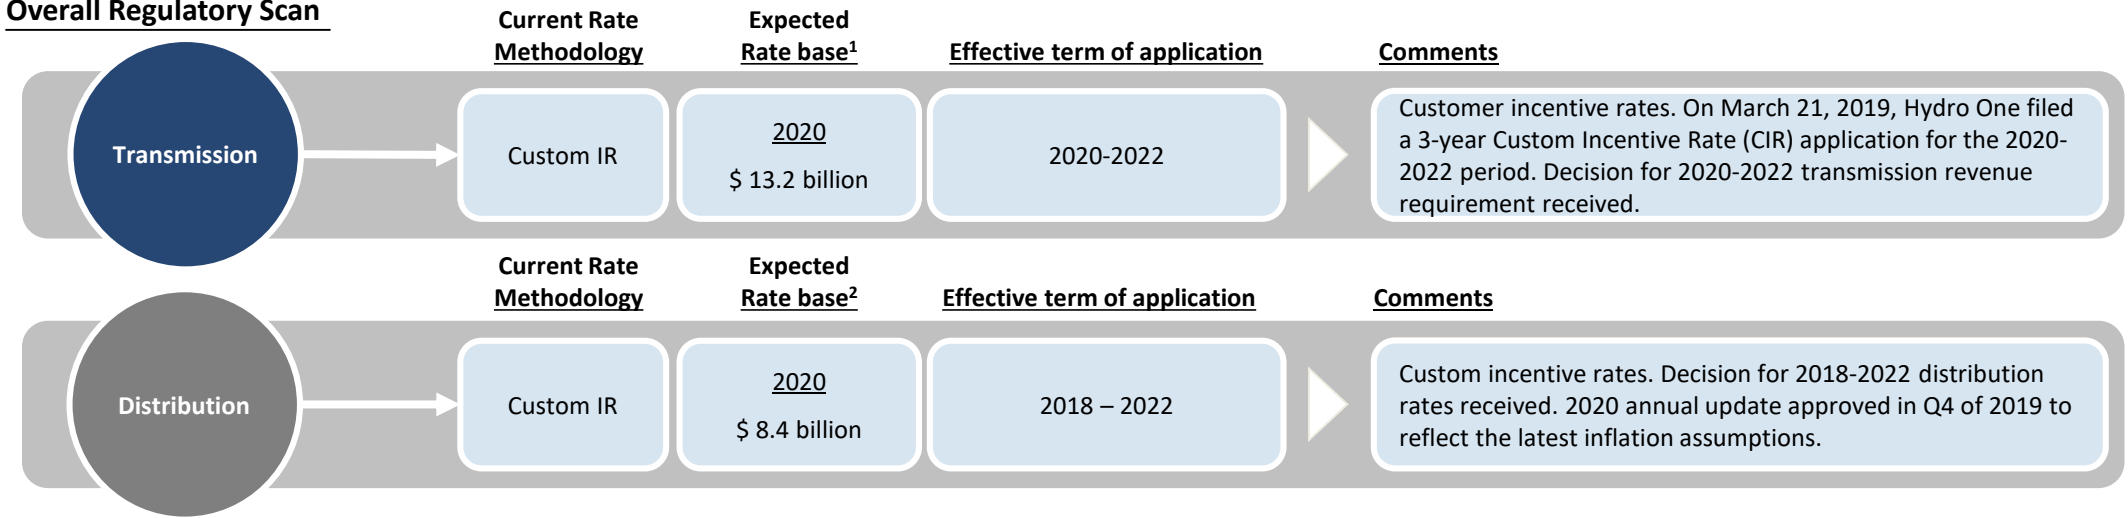 Overall Regulatory Scan
Current Rate
Methodology
Expected
Rate base¹
Effective term of application
Comments
Transmission
Custom IR
2020
$ 13.2 billion
2020-2022
Customer incentive rates. On March 21, 2019, Hydro One filed
a 3-year Custom Incentive Rate (CIR) application for the 2020-
2022 period. Decision for 2020-2022 transmission revenue
requirement received.
Current Rate
Methodology
Expected
Rate base²
Effective term of application
Comments
Distribution
Custom IR
2020
$ 8.4 billion
2018 – 2022
Custom incentive rates. Decision for 2018-2022 distribution
rates received. 2020 annual update approved in Q4 of 2019 to
reflect the latest inflation assumptions.